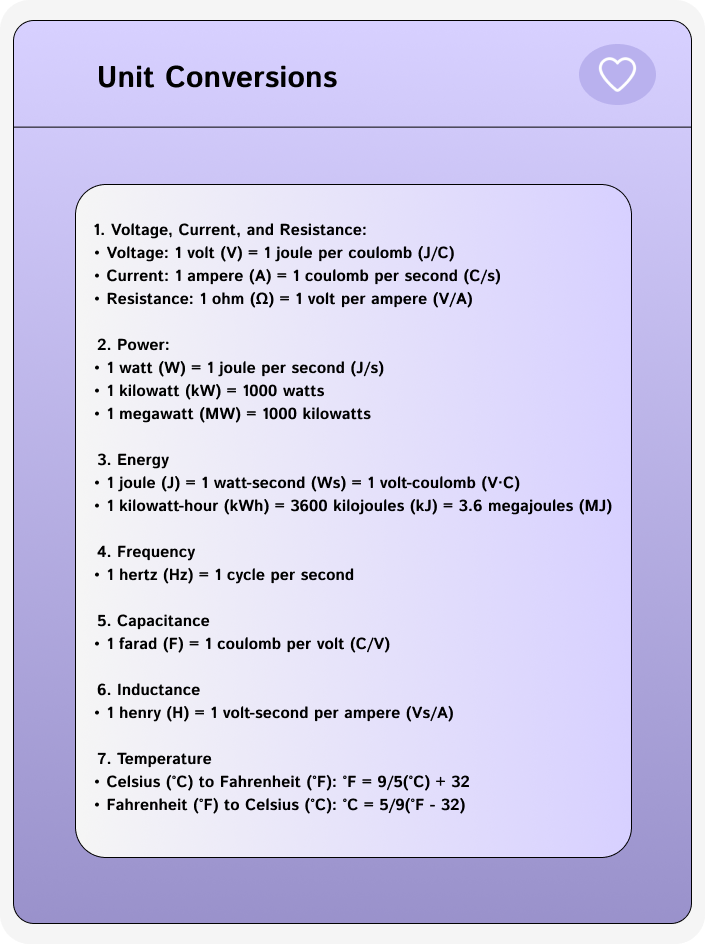 Unit Conversions
1. Voltage, Current, and Resistance:
• Voltage: 1 volt (V) = 1 joule per coulomb (J/C)
• Current: 1 ampere (A) = 1 coulomb per second (C/s)
• Resistance: 1 ohm (Ω) = 1 volt per ampere (V/A)
2. Power:
• 1 watt (W) = 1 joule per second (J/s)
• 1 kilowatt (kW) = 1000 watts
• 1 megawatt (MW) = 1000 kilowatts
3. Energy
• 1 joule (J) = 1 watt-second (Ws) = 1 volt-coulomb (V·C)
• 1 kilowatt-hour (kWh) = 3600 kilojoules (kJ) = 3.6 megajoules (MJ)
4. Frequency
• 1 hertz (Hz) = 1 cycle per second
5. Capacitance
• 1 farad (F) = 1 coulomb per volt (C/V)
6. Inductance
• 1 henry (H) = 1 volt-second per ampere (Vs/A)
7. Temperature
• Celsius (°C) to Fahrenheit (°F): °F = 9/5(°C) + 32
• Fahrenheit (°F) to Celsius (°C): °C = 5/9(°F - 32)